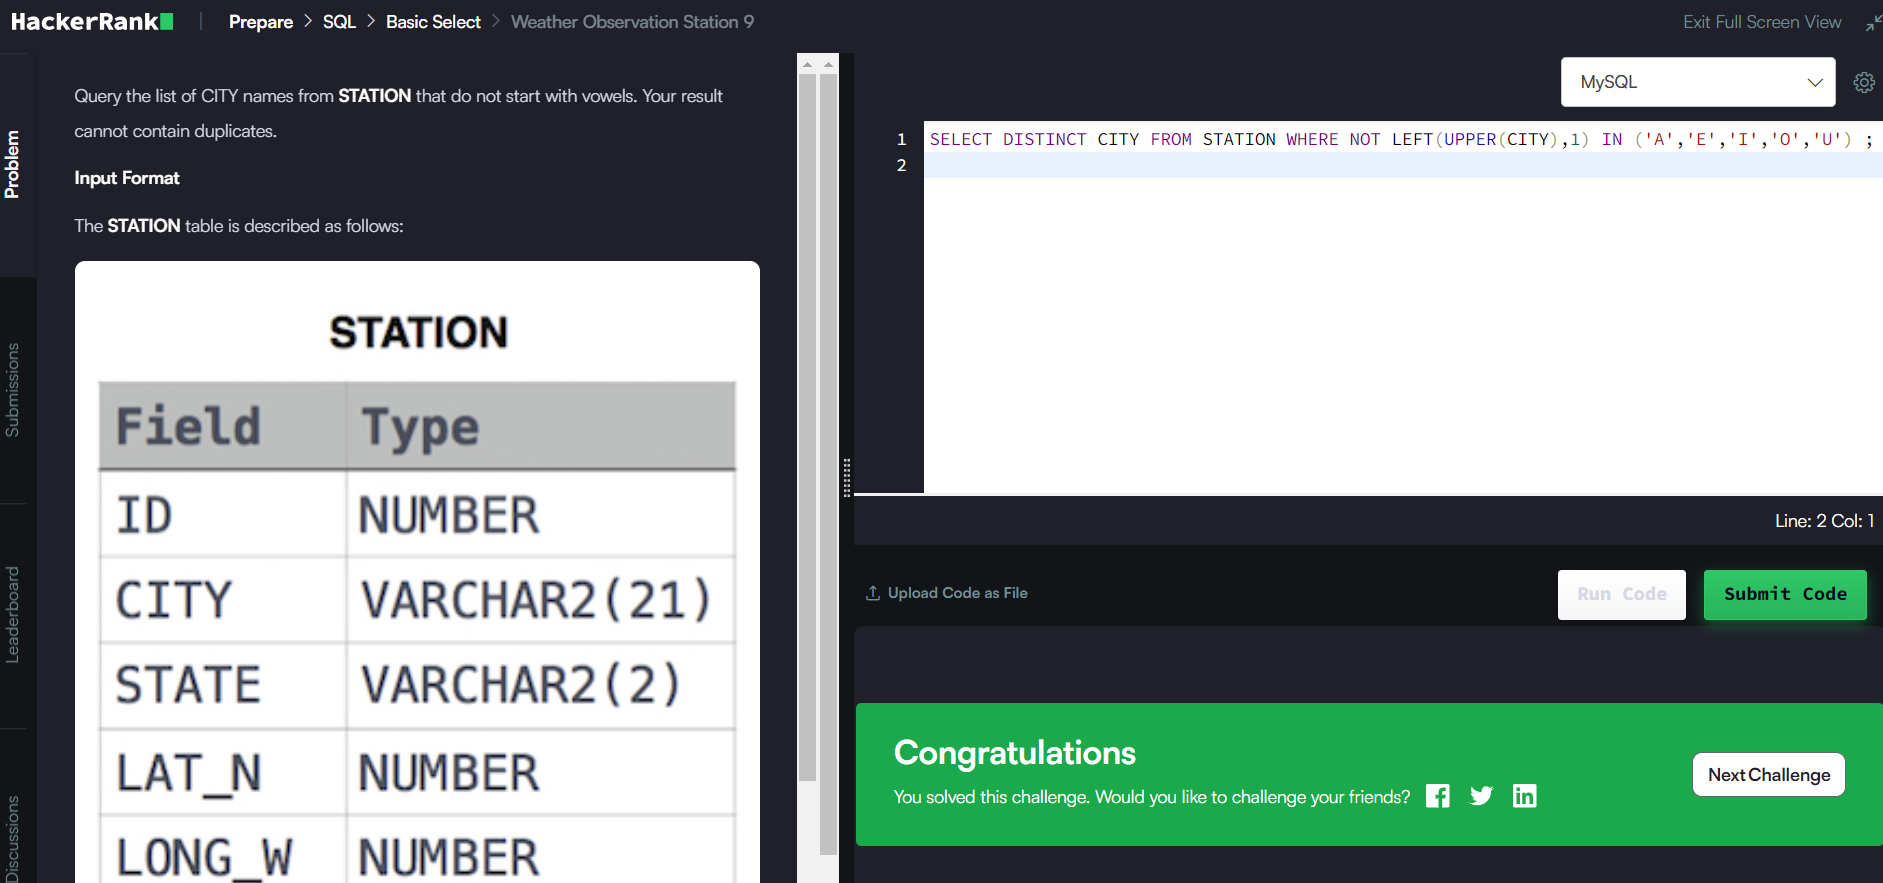 HackerRank
Prepare > SQL > Basic Select > Weather Observation Station 9
Exit Full Screen View
Problem
Submissions
Leaderboard
Discussions
Query the list of CITY names from STATION that do not start with vowels. Your result
cannot contain duplicates.
Input Format
The STATION table is described as follows:
STATION
Field Type
ID NUMBER
CITY VARCHAR2(21)
STATE VARCHAR2(2)
LAT_N NUMBER
LONG_W NUMBER
MySQL
1 SELECT DISTINCT CITY FROM STATION WHERE NOT LEFT(UPPER(CITY),1) IN ('A','E','I','O','U') ;
2
Line: 2 Col: 1
Upload Code as File
Run Code
Submit Code
Congratulations
You solved this challenge. Would you like to challenge your friends?
Next Challenge